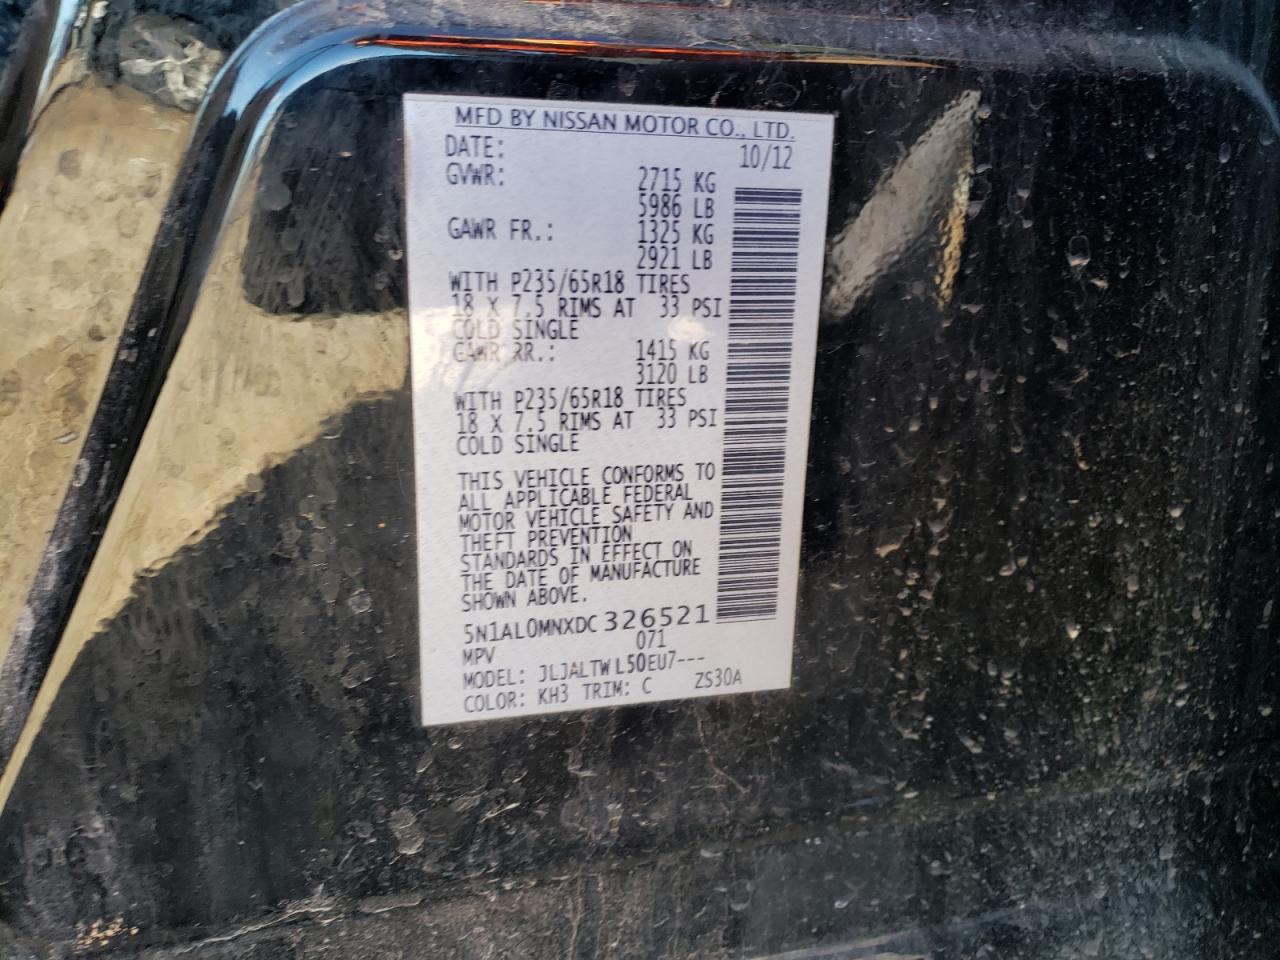 MFD BY NISSAN MOTOR CO., LTD.
DATE: 10/12
GVWR: 2715 KG
5986 LB
GAWR FR.: 1325 KG
2921 LB
WITH P235/65R18 TIRES
18 X 7.5 RIMS AT 33 PSI
COLD SINGLE
GAWR RR.: 1415 KG
3120 LB
WITH P235/65R18 TIRES
18 X 7.5 RIMS AT 33 PSI
COLD SINGLE
THIS VEHICLE CONFORMS TO
ALL APPLICABLE FEDERAL
MOTOR VEHICLE SAFETY AND
THEFT PREVENTION
STANDARDS IN EFFECT ON
THE DATE OF MANUFACTURE
SHOWN ABOVE.
5N1AL0MNXDC326521
MPV 071
MODEL: JLJALTWL50EU7---
COLOR: KH3 TRIM: C ZS30A